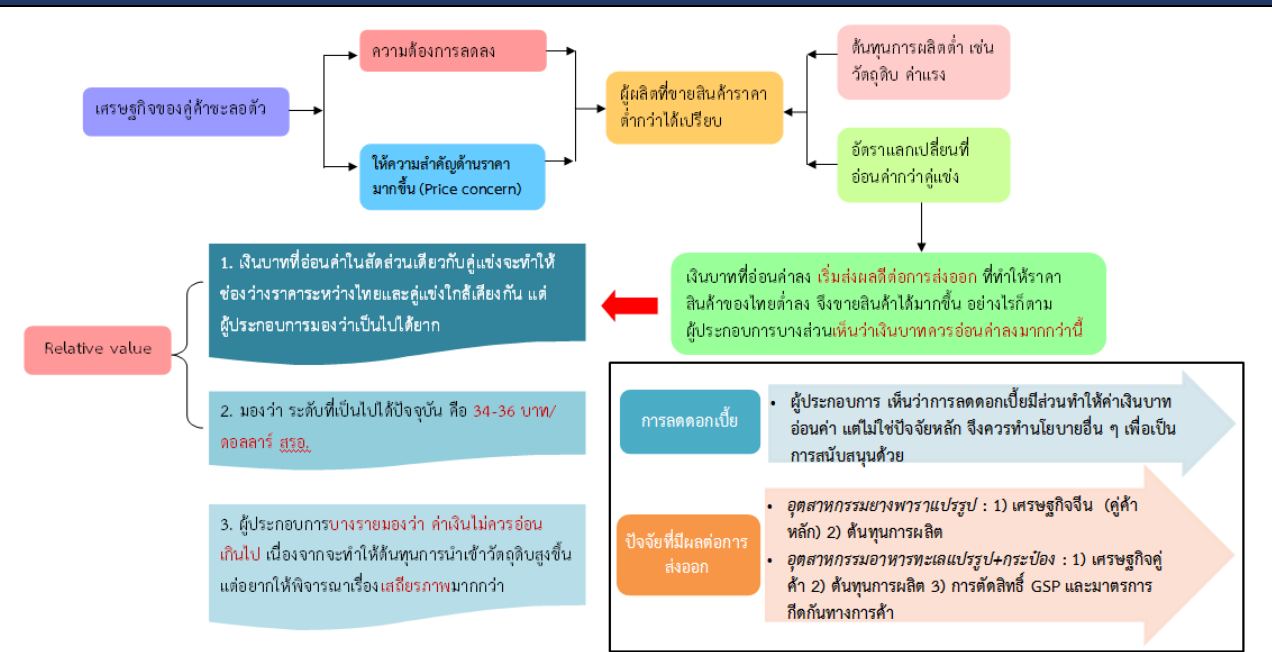 เศรษฐกิจของคู่ค้าชะลอตัว
ความต้องการลดลง
ให้ความสำคัญด้านราคา
มากขึ้น (Price concern)
ผู้ผลิตที่ขายสินค้าราคา
ต่ำกว่าได้เปรียบ
ต้นทุนการผลิตต่ำ เช่น
วัตถุดิบ ค่าแรง
อัตราแลกเปลี่ยนที่
อ่อนค่ากว่าคู่แข่ง
เงินบาทที่อ่อนค่าลง เริ่มส่งผลดีต่อการส่งออก ที่ทำให้ราคา
สินค้าของไทยต่ำลง จึงขายสินค้าได้มากขึ้น อย่างไรก็ตาม
ผู้ประกอบการบางส่วนเห็นว่าเงินบาทควรอ่อนค่าลงมากกว่านี้
Relative value
1. เงินบาทที่อ่อนค่าในสัดส่วนเดียวกับคู่แข่งจะทำให้
ช่องว่างราคาระหว่างไทยและคู่แข่งใกล้เคียงกัน แต่
ผู้ประกอบการมองว่าเป็นไปได้ยาก
2. มองว่า ระดับที่เป็นไปได้ปัจจุบัน คือ 34-36 บาท/
ดอลลาร์ สรอ.
3. ผู้ประกอบการบางรายมองว่า ค่าเงินไม่ควรอ่อน
เกินไป เนื่องจากจะทำให้ต้นทุนการนำเข้าวัตถุดิบสูงขึ้น
แต่อยากให้พิจารณาเรื่องเสถียรภาพมากกว่า
การลดดอกเบี้ย
• ผู้ประกอบการ เห็นว่าการลดดอกเบี้ยมีส่วนทำให้ค่าเงินบาท
อ่อนค่า แต่ไม่ใช่ปัจจัยหลัก จึงควรทำนโยบายอื่น ๆ เพื่อเป็น
การสนับสนุนด้วย
ปัจจัยที่มีผลต่อการ
ส่งออก
• อุตสาหกรรมยางพาราแปรรูป : 1) เศรษฐกิจจีน (คู่ค้า
หลัก) 2) ต้นทุนการผลิต
• อุตสาหกรรมอาหารทะเลแปรรูป+กระป๋อง : 1) เศรษฐกิจคู่
ค้า 2) ต้นทุนการผลิต 3) การตัดสิทธิ์ GSP และมาตรการ
กีดกันทางการค้า